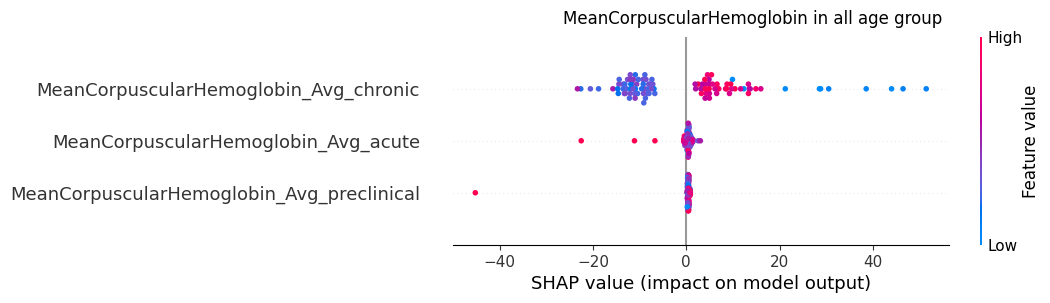 MeanCorpuscularHemoglobin in all age group
High
MeanCorpuscularHemoglobin_Avg_chronic
MeanCorpuscularHemoglobin_Avg_acute
MeanCorpuscularHemoglobin_Avg_preclinical
Feature value
Low
−40 −20 0 20 40
SHAP value (impact on model output)